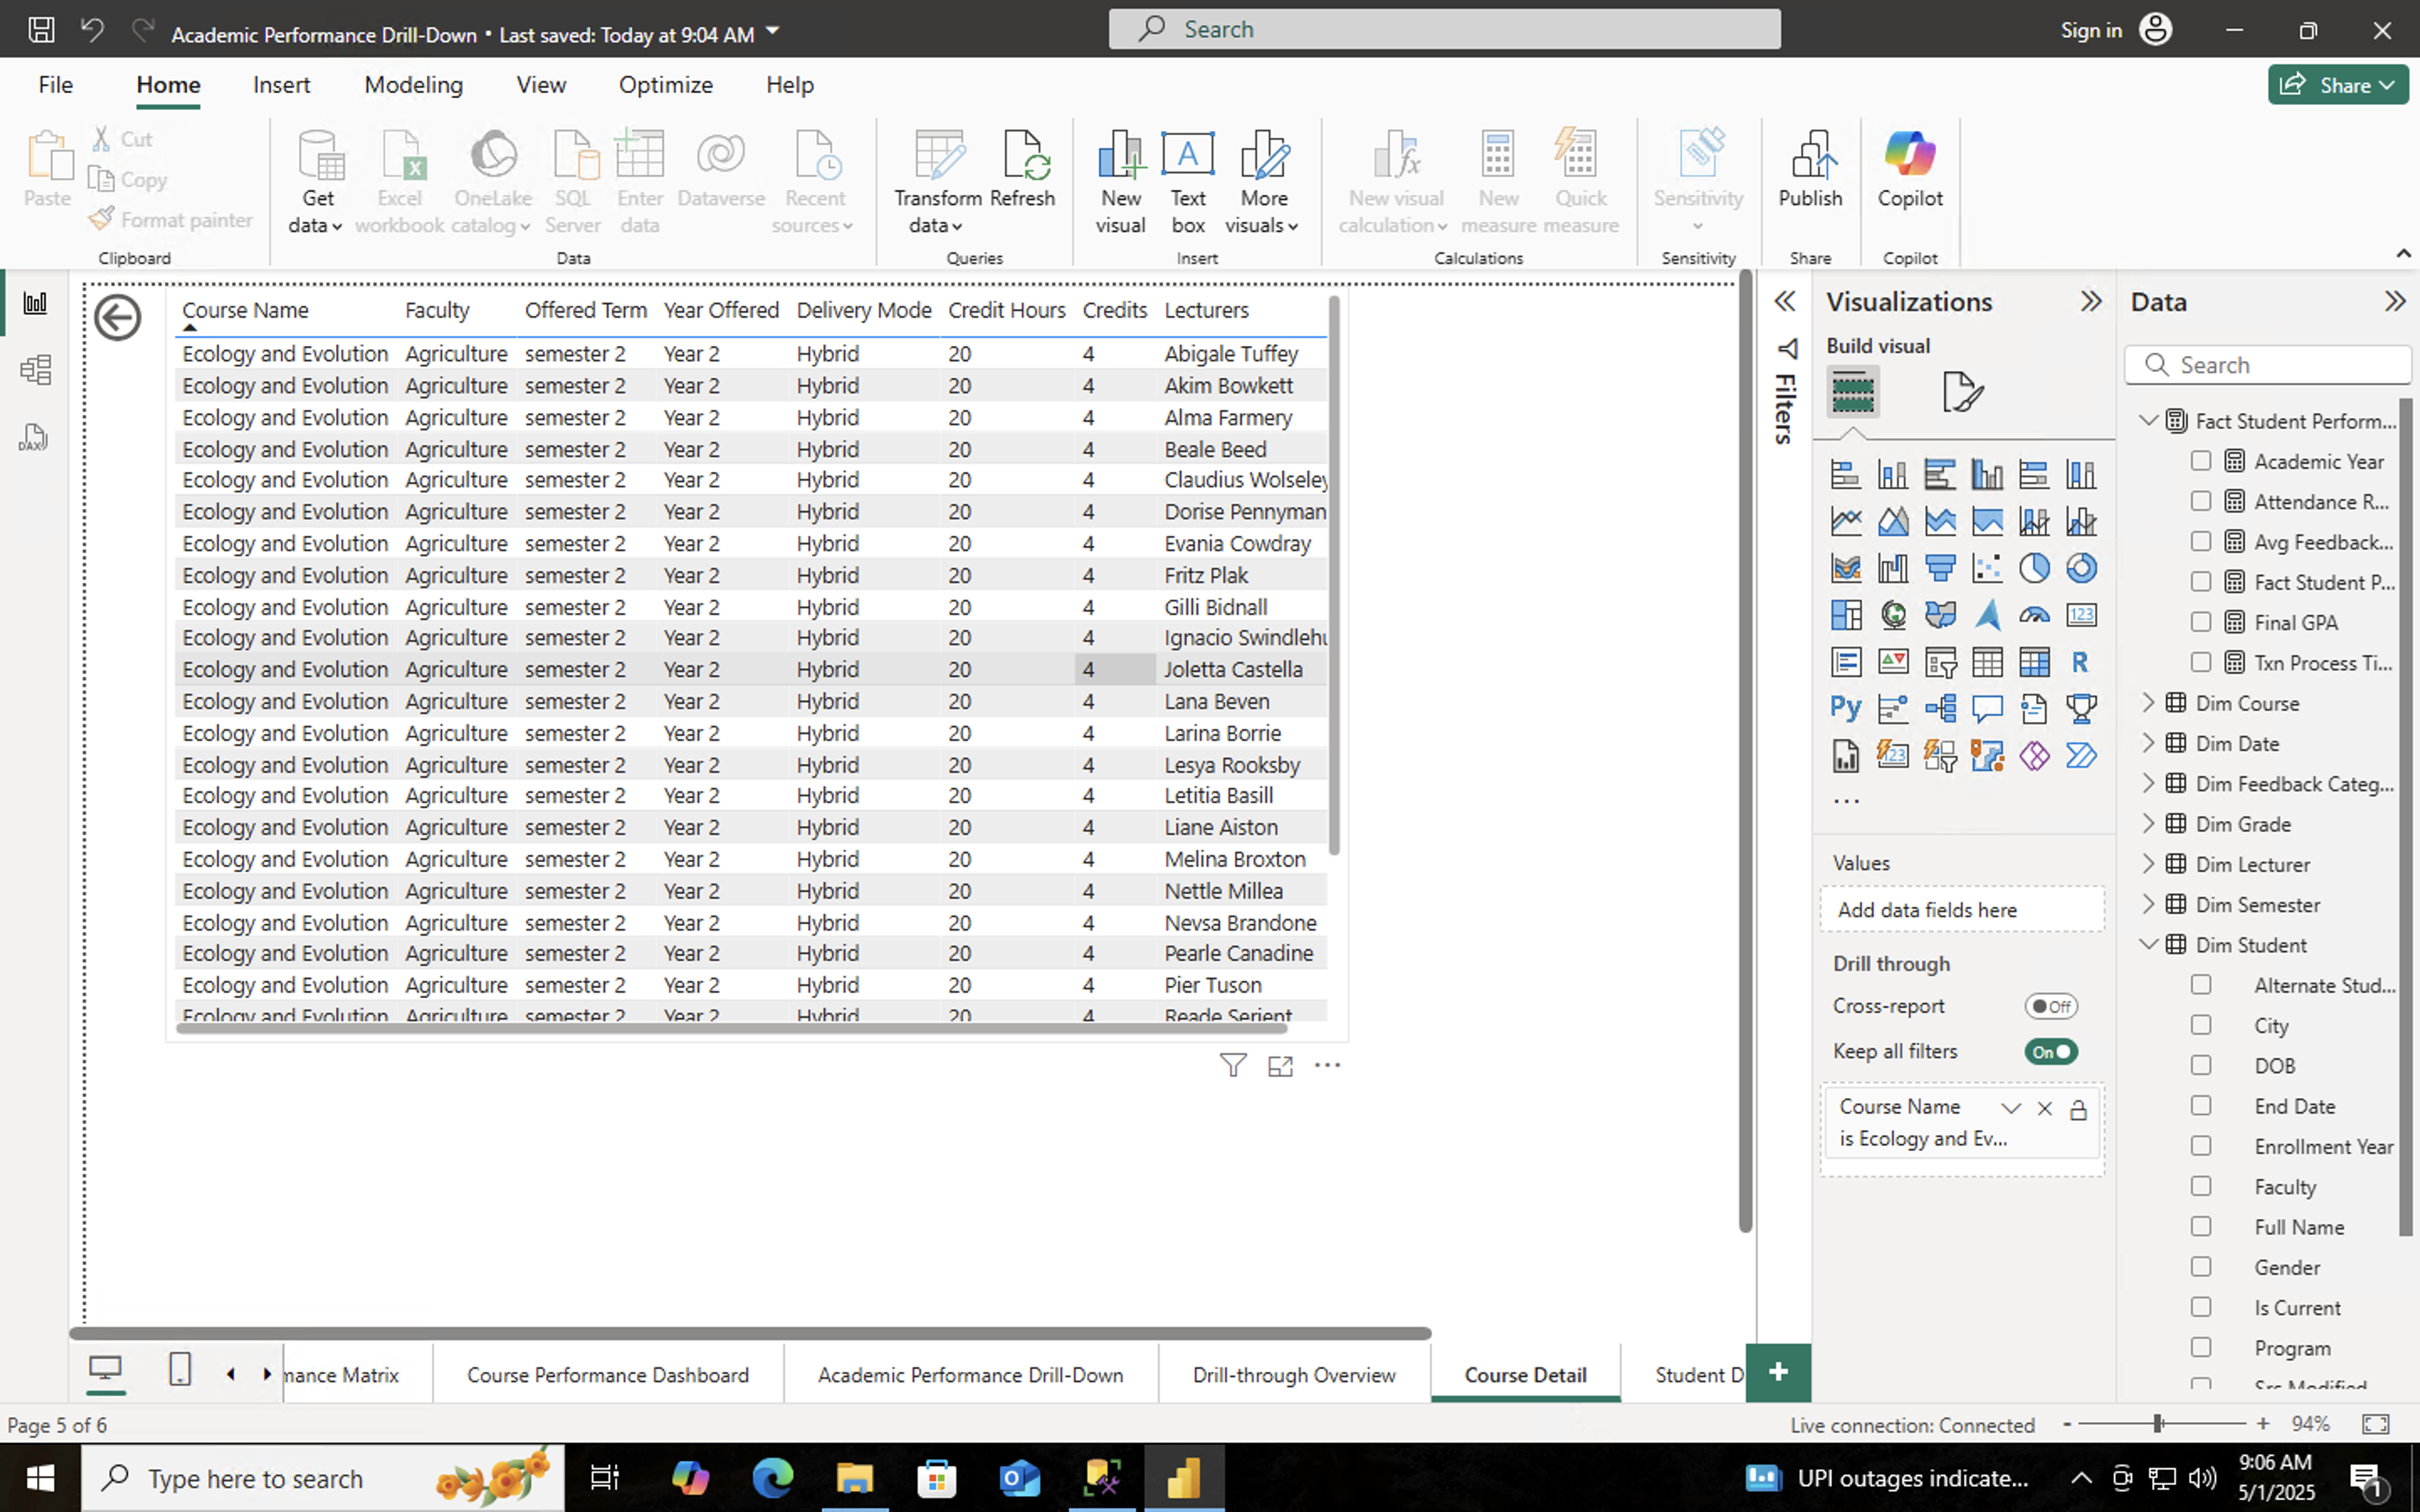 Academic Performance Drill-Down • Last saved: Today at 9:04 AM
Search
Sign in
File Home Insert Modeling View Optimize Help
Share
Paste
Cut
Copy
Format painter
Clipboard
Get data
Excel workbook
OneLake catalog
SQL Server
Enter data
Dataverse
Recent sources
Data
Transform data
Refresh
Queries
New visual
Text box
More visuals
Insert
New visual calculation
New measure
Quick measure
Calculations
Sensitivity
Sensitivity
Publish
Share
Copilot
Copilot
Course Name Faculty Offered Term Year Offered Delivery Mode Credit Hours Credits Lecturers
Ecology and Evolution Agriculture semester 2 Year 2 Hybrid 20 4 Abigale Tuffey
Ecology and Evolution Agriculture semester 2 Year 2 Hybrid 20 4 Akim Bowkett
Ecology and Evolution Agriculture semester 2 Year 2 Hybrid 20 4 Alma Farmery
Ecology and Evolution Agriculture semester 2 Year 2 Hybrid 20 4 Beale Beed
Ecology and Evolution Agriculture semester 2 Year 2 Hybrid 20 4 Claudius Wolseley
Ecology and Evolution Agriculture semester 2 Year 2 Hybrid 20 4 Dorise Pennyman
Ecology and Evolution Agriculture semester 2 Year 2 Hybrid 20 4 Evania Cowdray
Ecology and Evolution Agriculture semester 2 Year 2 Hybrid 20 4 Fritz Plak
Ecology and Evolution Agriculture semester 2 Year 2 Hybrid 20 4 Gilli Bidnall
Ecology and Evolution Agriculture semester 2 Year 2 Hybrid 20 4 Ignacio Swindlehu
Ecology and Evolution Agriculture semester 2 Year 2 Hybrid 20 4 Joletta Castella
Ecology and Evolution Agriculture semester 2 Year 2 Hybrid 20 4 Lana Beven
Ecology and Evolution Agriculture semester 2 Year 2 Hybrid 20 4 Larina Borrie
Ecology and Evolution Agriculture semester 2 Year 2 Hybrid 20 4 Lesya Rooksby
Ecology and Evolution Agriculture semester 2 Year 2 Hybrid 20 4 Letitia Basill
Ecology and Evolution Agriculture semester 2 Year 2 Hybrid 20 4 Liane Aiston
Ecology and Evolution Agriculture semester 2 Year 2 Hybrid 20 4 Melina Broxton
Ecology and Evolution Agriculture semester 2 Year 2 Hybrid 20 4 Nettle Millea
Ecology and Evolution Agriculture semester 2 Year 2 Hybrid 20 4 Nevsa Brandone
Ecology and Evolution Agriculture semester 2 Year 2 Hybrid 20 4 Pearle Canadine
Ecology and Evolution Agriculture semester 2 Year 2 Hybrid 20 4 Pier Tuson
Ecology and Evolution Agriculture semester 2 Year 2 Hybrid 20 4 Reade Serient
Filters
Visualizations
Build visual
123
R
Py
123
...
Values
Add data fields here
Drill through
Cross-report Off
Keep all filters On
Course Name
is Ecology and Ev...
Data
Search
Fact Student Perform...
Academic Year
Attendance R...
Avg Feedback...
Fact Student P...
Final GPA
Txn Process Ti...
Dim Course
Dim Date
Dim Feedback Categ...
Dim Grade
Dim Lecturer
Dim Semester
Dim Student
Alternate Stud...
City
DOB
End Date
Enrollment Year
Faculty
Full Name
Gender
Is Current
Program
Src Modified
DAX
mance Matrix Course Performance Dashboard Academic Performance Drill-Down Drill-through Overview Course Detail Student D
Page 5 of 6
Live connection: Connected - + 94%
Type here to search
UPI outages indicate...
9:06 AM
5/1/2025
1